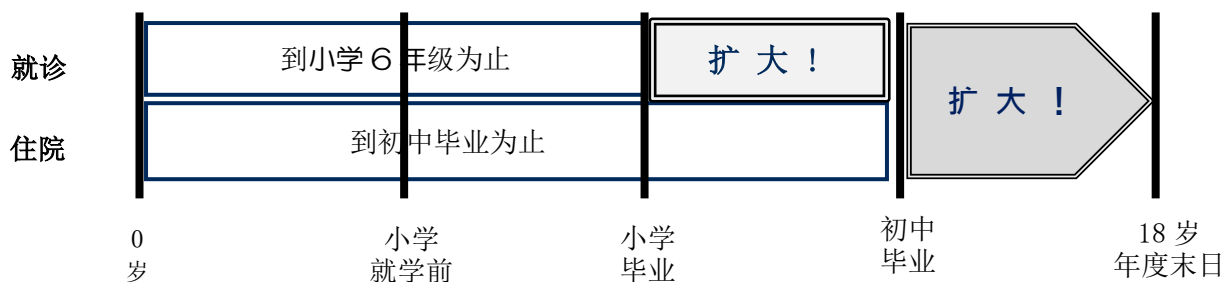 就诊
到小学6年级为止
扩 大 !
扩 大 !
住院
到初中毕业为止
0
岁
小学
就学前
小学
毕业
初中
毕业
18 岁
年度末日